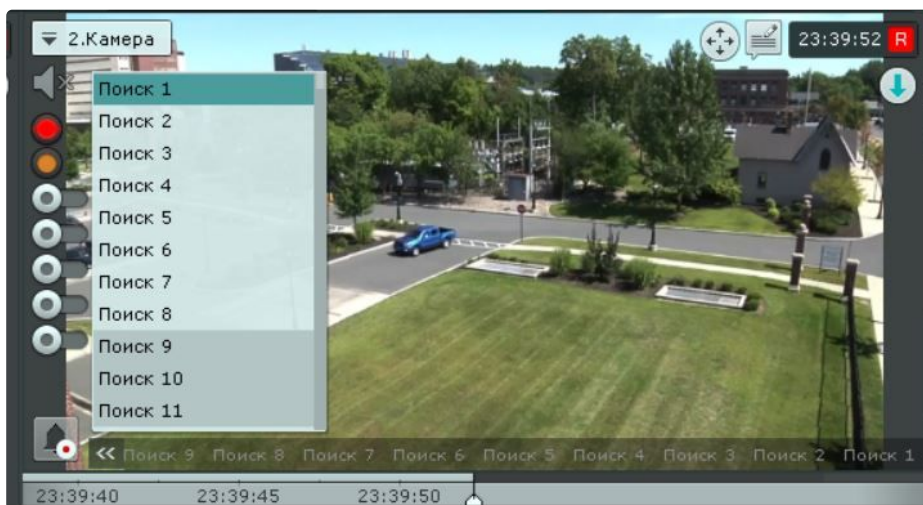 2.Камера
23:39:52 R
Поиск 1
Поиск 2
Поиск 3
Поиск 4
Поиск 5
Поиск 6
Поиск 7
Поиск 8
Поиск 9
Поиск 10
Поиск 11
<< Поиск 9 Поиск 8 Поиск 7 Поиск 6 Поиск 5 Поиск 4 Поиск 3 Поиск 2 Поиск 1
23:39:40 23:39:45 23:39:50